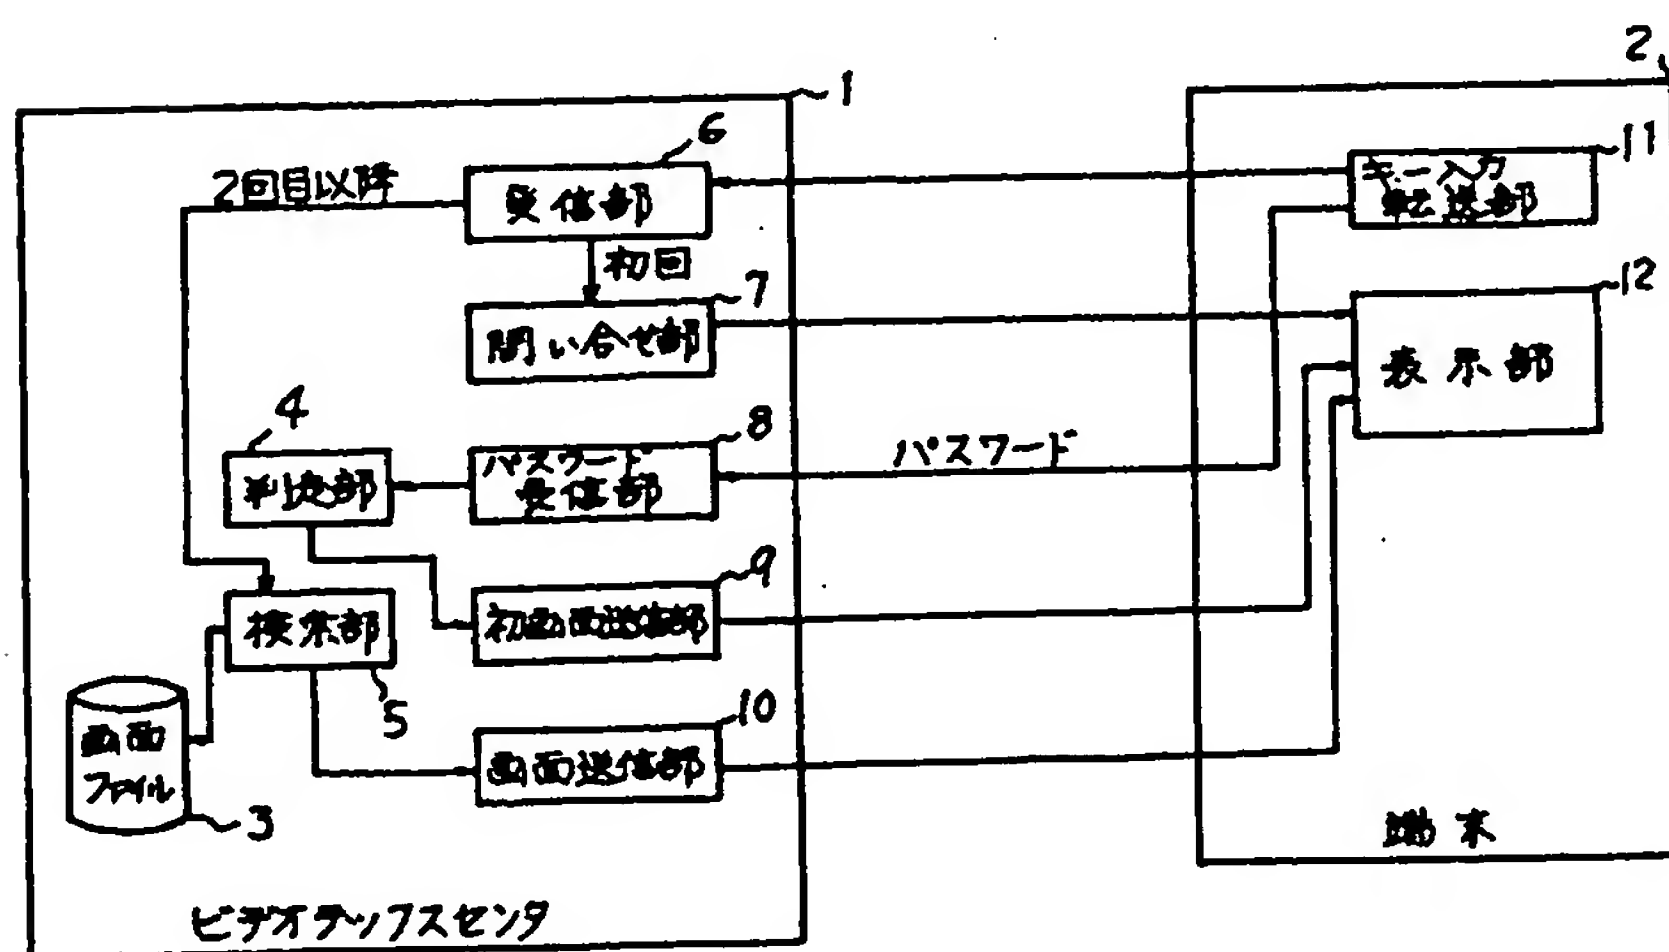 1
2
6
11
2回目以降
受信部
キー入力
転送部
初回
7
12
問い合せ部
表示部
4
8
パスワード
判定部
パスワード
受信部
9
検索部
初画面送信部
5
10
画面
ファイル
画面送信部
3
端末
ビデオテックスセンタ